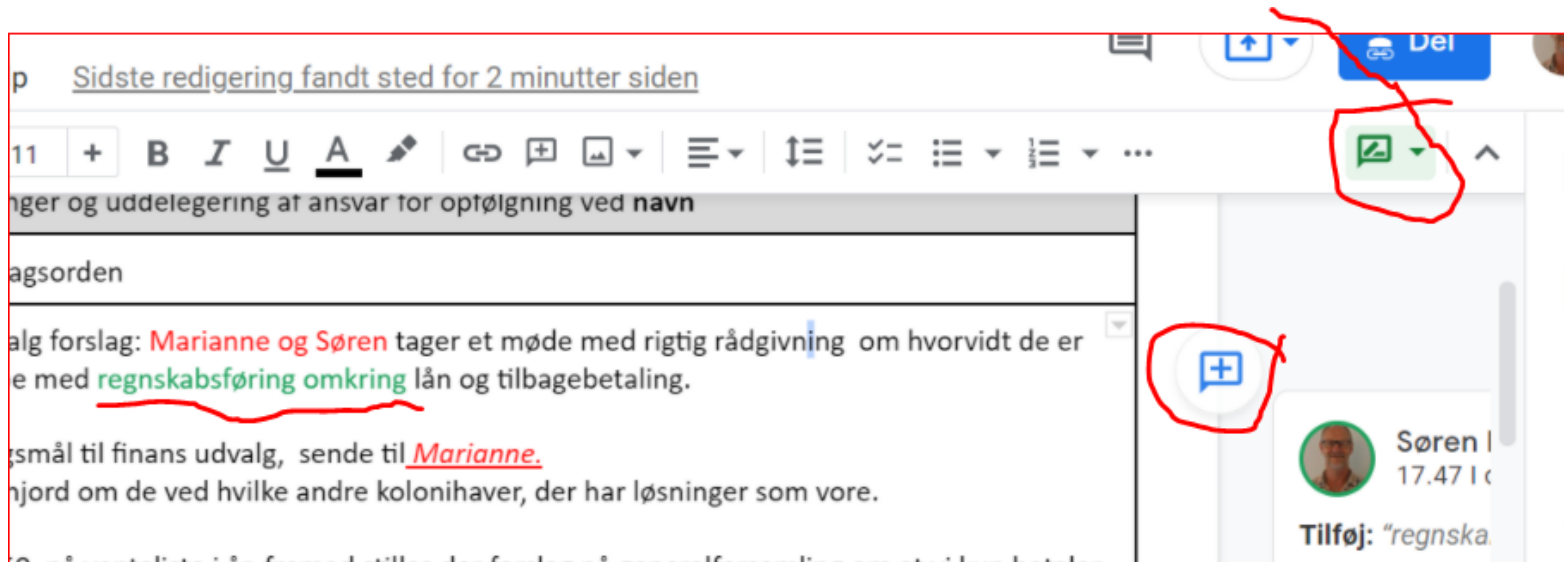 Del
p Sidste redigering fandt sted for 2 minutter siden
11 + B I U A
nger og uddelegering af ansvar for opfølgning ved navn
agsorden
alg forslag: Marianne og Søren tager et møde med rigtig rådgivning om hvorvidt de er
e med regnskabsføring omkring lån og tilbagebetaling.
gsmål til finans udvalg, sende til Marianne.
njord om de ved hvilke andre kolonihaver, der har løsninger som vore.
Søren
17.47 I
Tilføj: "regnska